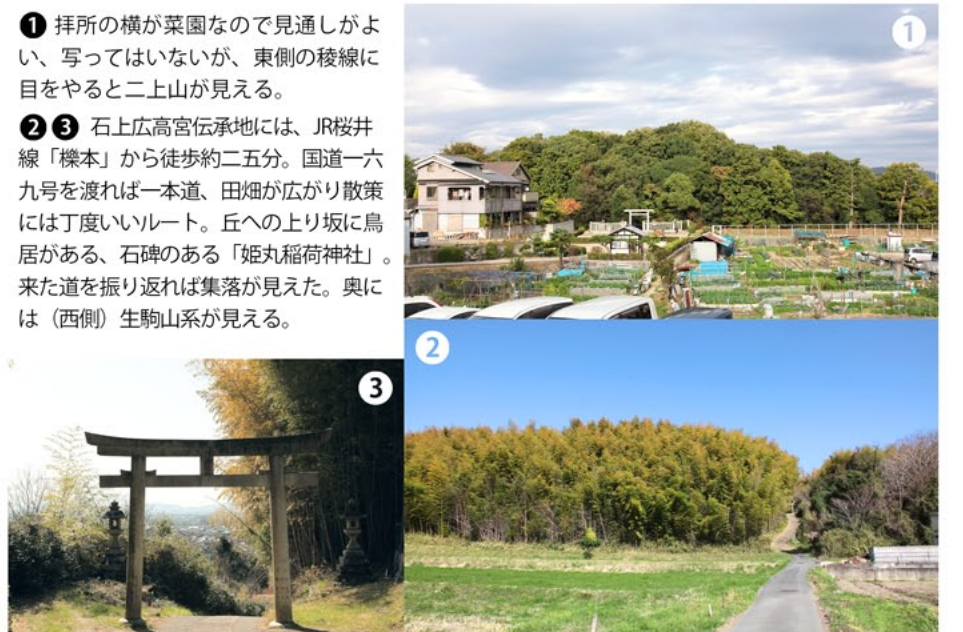 ❶ 拝所の横が菜園なので見通しがよ
い、写ってはいないが、東側の稜線に
目をやると二上山が見える。
❷❸ 石上広高宮伝承地には、JR桜井
線「櫟本」から徒歩約二五分。国道一六
九号を渡れば一本道、田畑が広がり散策
には丁度いいルート。丘への上り坂に鳥
居がある、石碑のある「姫丸稲荷神社」。
来た道を振り返れば集落が見えた。奥に
は（西側）生駒山系が見える。
❶
❷
❸